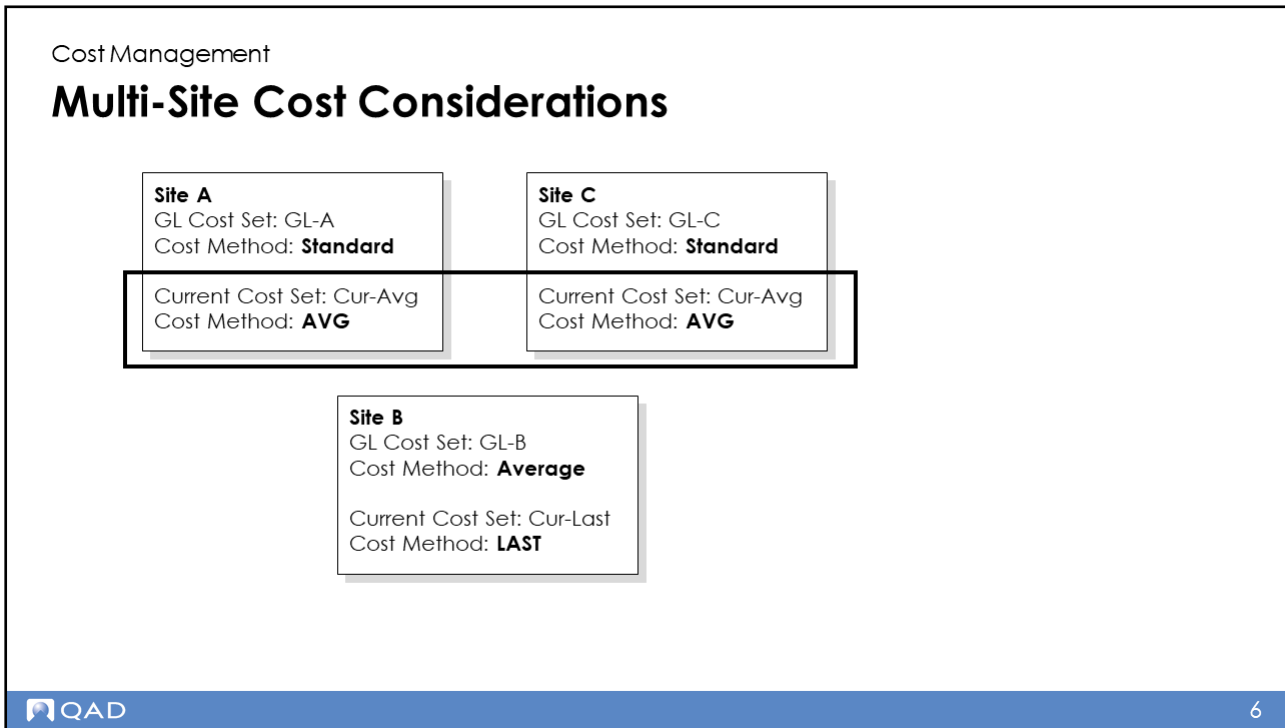 Cost Management
Multi-Site Cost Considerations
Site A
GL Cost Set: GL-A
Cost Method: Standard
Current Cost Set: Cur-Avg
Cost Method: AVG
Site C
GL Cost Set: GL-C
Cost Method: Standard
Current Cost Set: Cur-Avg
Cost Method: AVG
Site B
GL Cost Set: GL-B
Cost Method: Average
Current Cost Set: Cur-Last
Cost Method: LAST
QAD
6